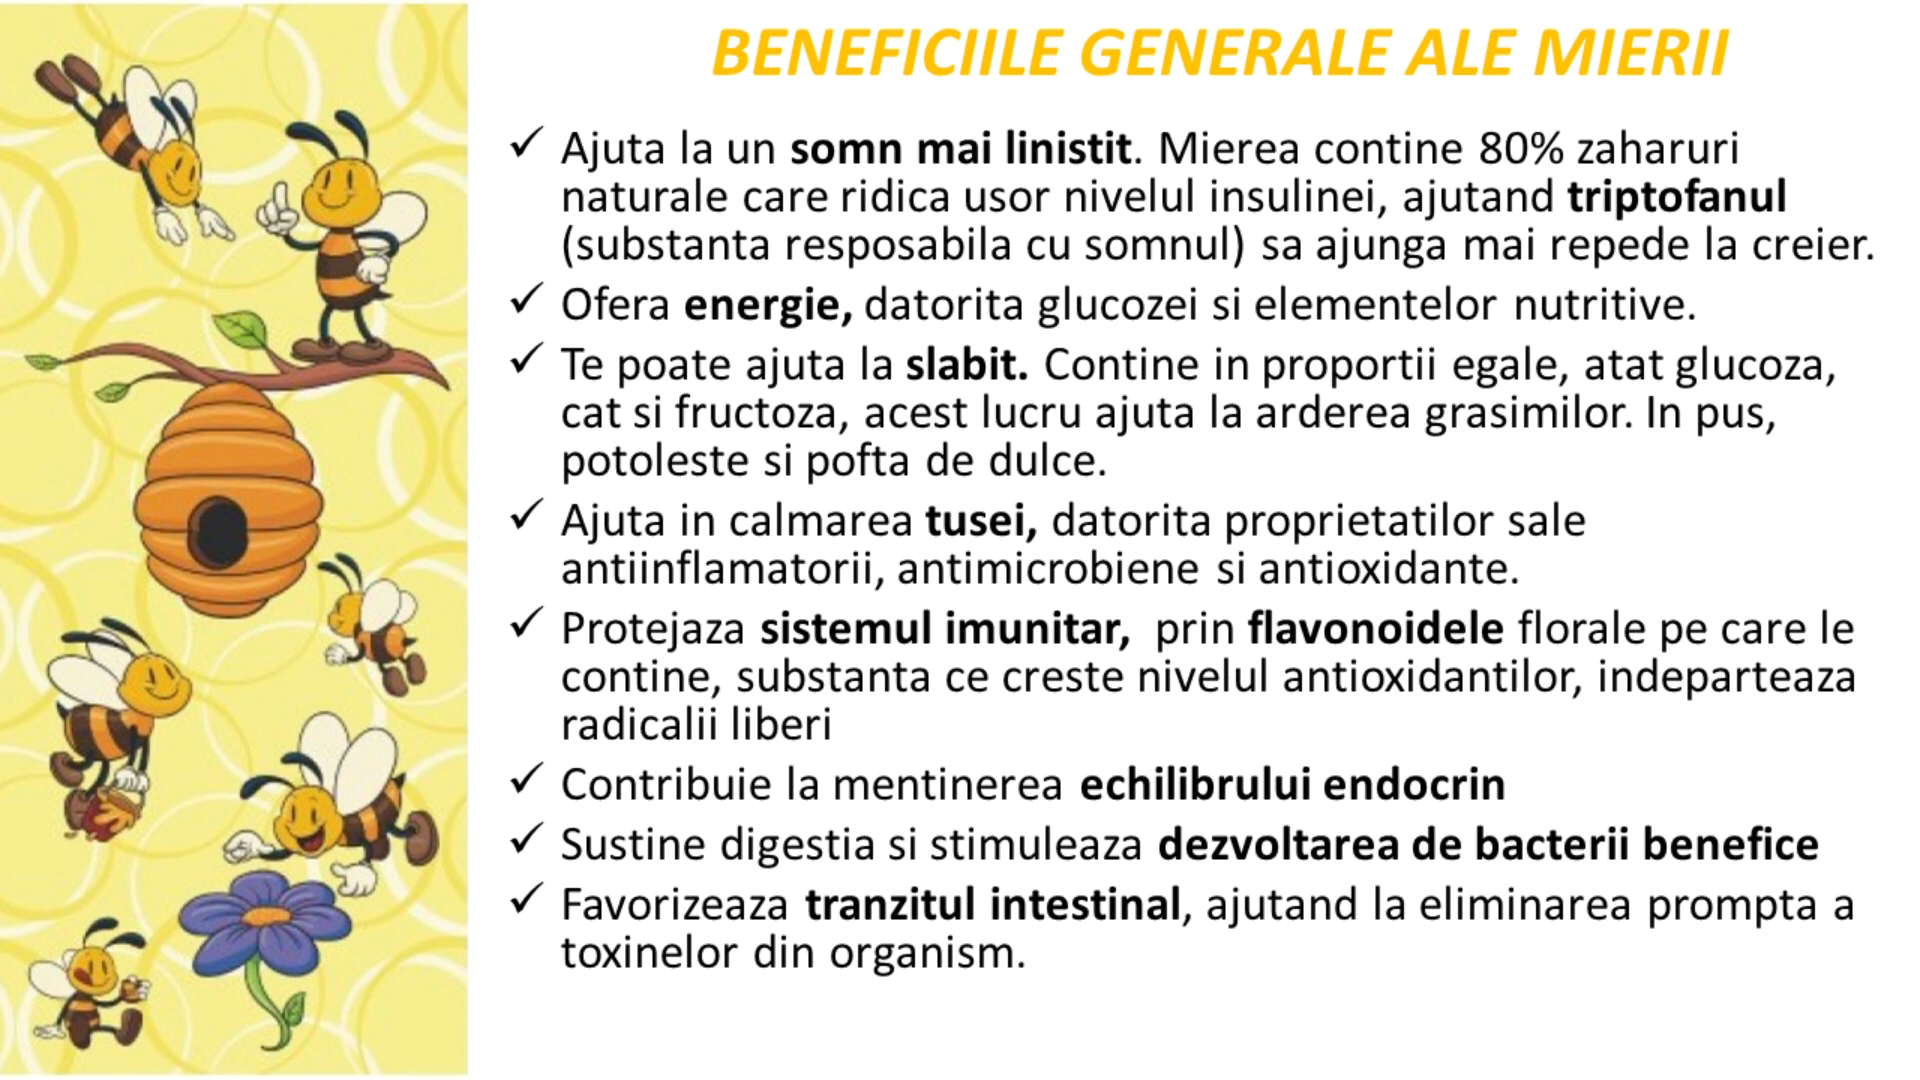 BENEFICIILE GENERALE ALE MIERII
✓ Ajuta la un somn mai linistit. Mierea contine 80% zaharuri
naturale care ridica usor nivelul insulinei, ajutand triptofanul
(substanta resposabila cu somnul) sa ajunga mai repede la creier.
✓ Ofera energie, datorita glucozei si elementelor nutritive.
✓ Te poate ajuta la slabit. Contine in proportii egale, atat glucoza,
cat si fructoza, acest lucru ajuta la arderea grasimilor. In pus,
potoleste si pofta de dulce.
✓ Ajuta in calmarea tusei, datorita proprietatilor sale
antiinflamatorii, antimicrobiene si antioxidante.
✓ Protejaza sistemul imunitar, prin flavonoidele florale pe care le
contine, substanta ce creste nivelul antioxidantilor, indeparteaza
radicalii liberi
✓ Contribuie la mentinerea echilibrului endocrin
✓ Sustine digestia si stimuleaza dezvoltarea de bacterii benefice
✓ Favorizeaza tranzitul intestinal, ajutand la eliminarea prompta a
toxinelor din organism.